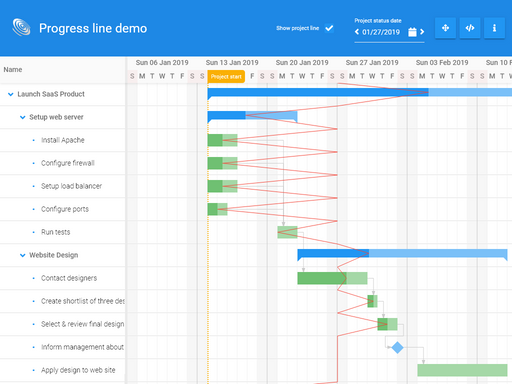 Progress line demo
Show project line
Project status date
01/27/2019
Name
Sun 06 Jan 2019 Sun 13 Jan 2019 Sun 20 Jan 2019 Sun 27 Jan 2019 Sun 03 Feb 2019 Sun 10 F
S M T W T F S S Project start F S S M T W T F S S M T W T F S S M T W T F S S M T
Launch SaaS Product
Setup web server
Install Apache
Configure firewall
Setup load balancer
Configure ports
Run tests
Website Design
Contact designers
Create shortlist of three des
Select & review final design
Inform management about
Apply design to web site